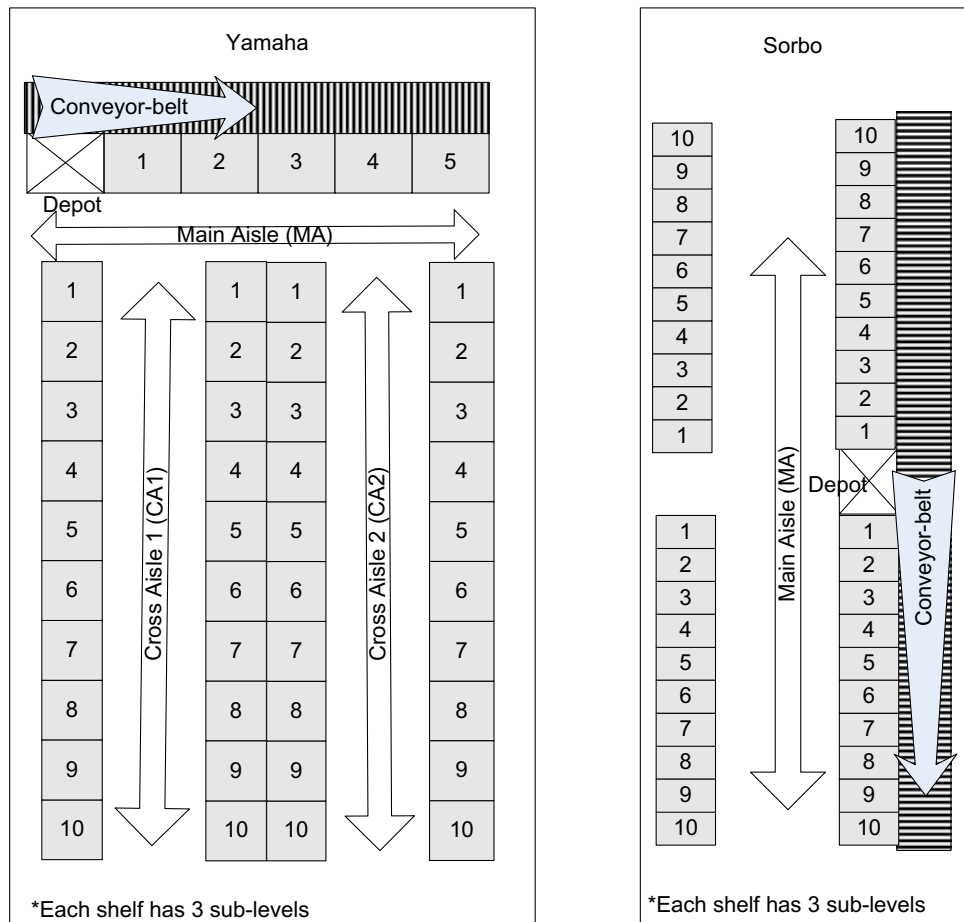 Yamaha
Conveyor-belt
1 2 3 4 5
Depot
Main Aisle (MA)
1 1 1 1
2 2 2 2
3 3 3 3
4 4 4 4
5 5 5 5
6 6 6 6
7 7 7 7
8 8 8 8
9 9 9 9
10 10 10 10
Cross Aisle 1 (CA1)
Cross Aisle 2 (CA2)
*Each shelf has 3 sub-levels
Sorbo
10 10
9 9
8 8
7 7
6 6
5 5
4 4
3 3
2 2
1 1
Depot
Main Aisle (MA)
Conveyor-belt
1 1
2 2
3 3
4 4
5 5
6 6
7 7
8 8
9 9
10 10
*Each shelf has 3 sub-levels